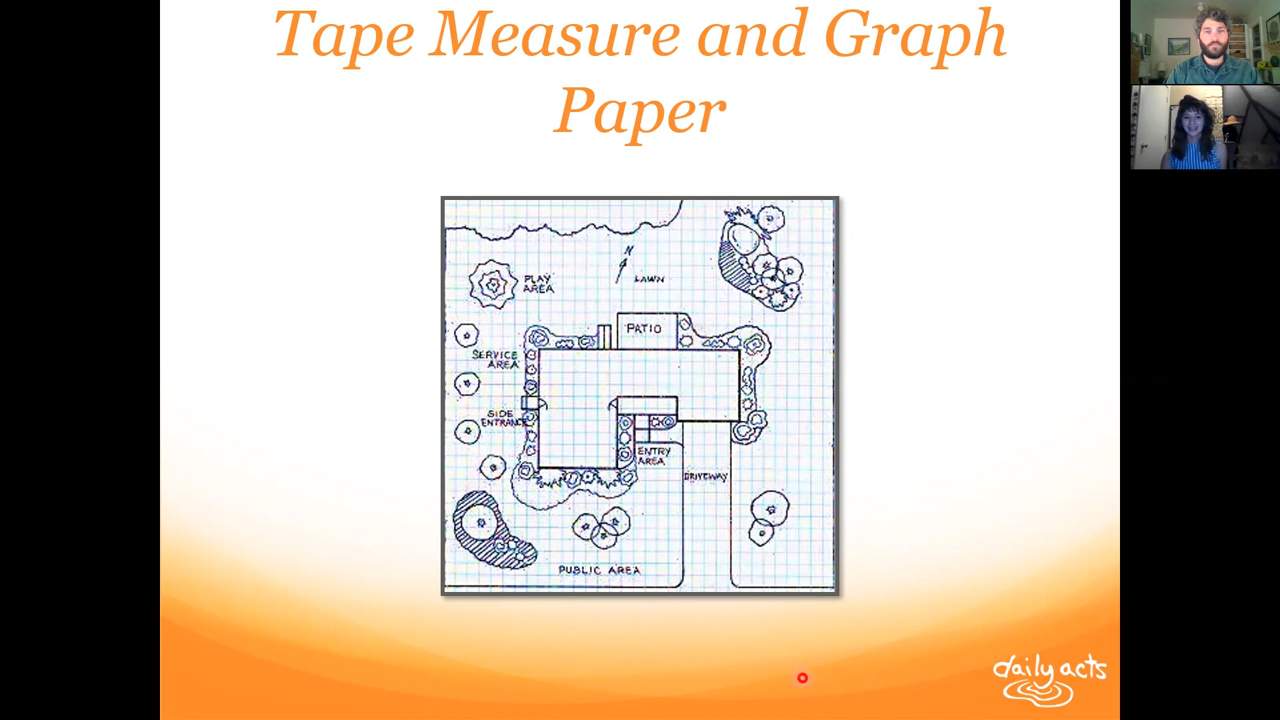 Tape Measure and Graph
Paper
N
PLAY
AREA
LAWN
PATIO
SERVICE
AREA
SIDE
ENTRANCE
ENTRY
AREA
DRIVEWAY
PUBLIC AREA
daily acts